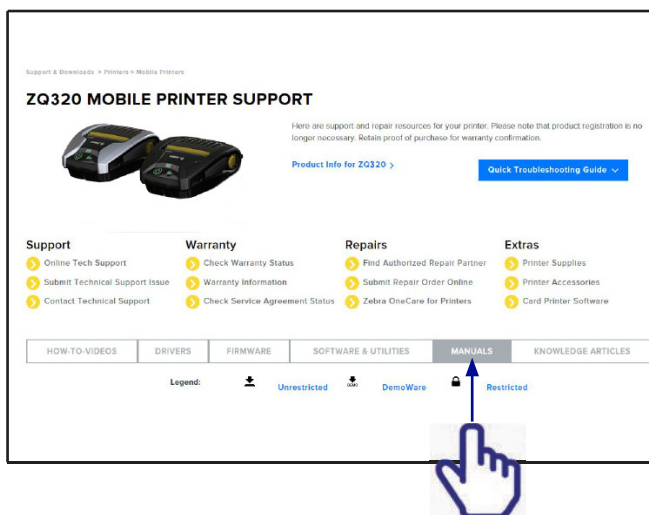 Support & Downloads > Printers > Mobile Printers
ZQ320 MOBILE PRINTER SUPPORT
Here are support and repair resources for your printer. Please note that product registration is no
longer necessary. Retain proof of purchase for warranty confirmation.
Product Info for ZQ320 >
Quick Troubleshooting Guide
Support
Online Tech Support
Submit Technical Support Issue
Contact Technical Support
Warranty
Check Warranty Status
Warranty Information
Check Service Agreement Status
Repairs
Find Authorized Repair Partner
Submit Repair Order Online
Zebra OneCare for Printers
Extras
Printer Supplies
Printer Accessories
Card Printer Software
HOW-TO-VIDEOS
DRIVERS
FIRMWARE
SOFTWARE & UTILITIES
MANUALS
KNOWLEDGE ARTICLES
Legend:
Unrestricted
DemoWare
Restricted